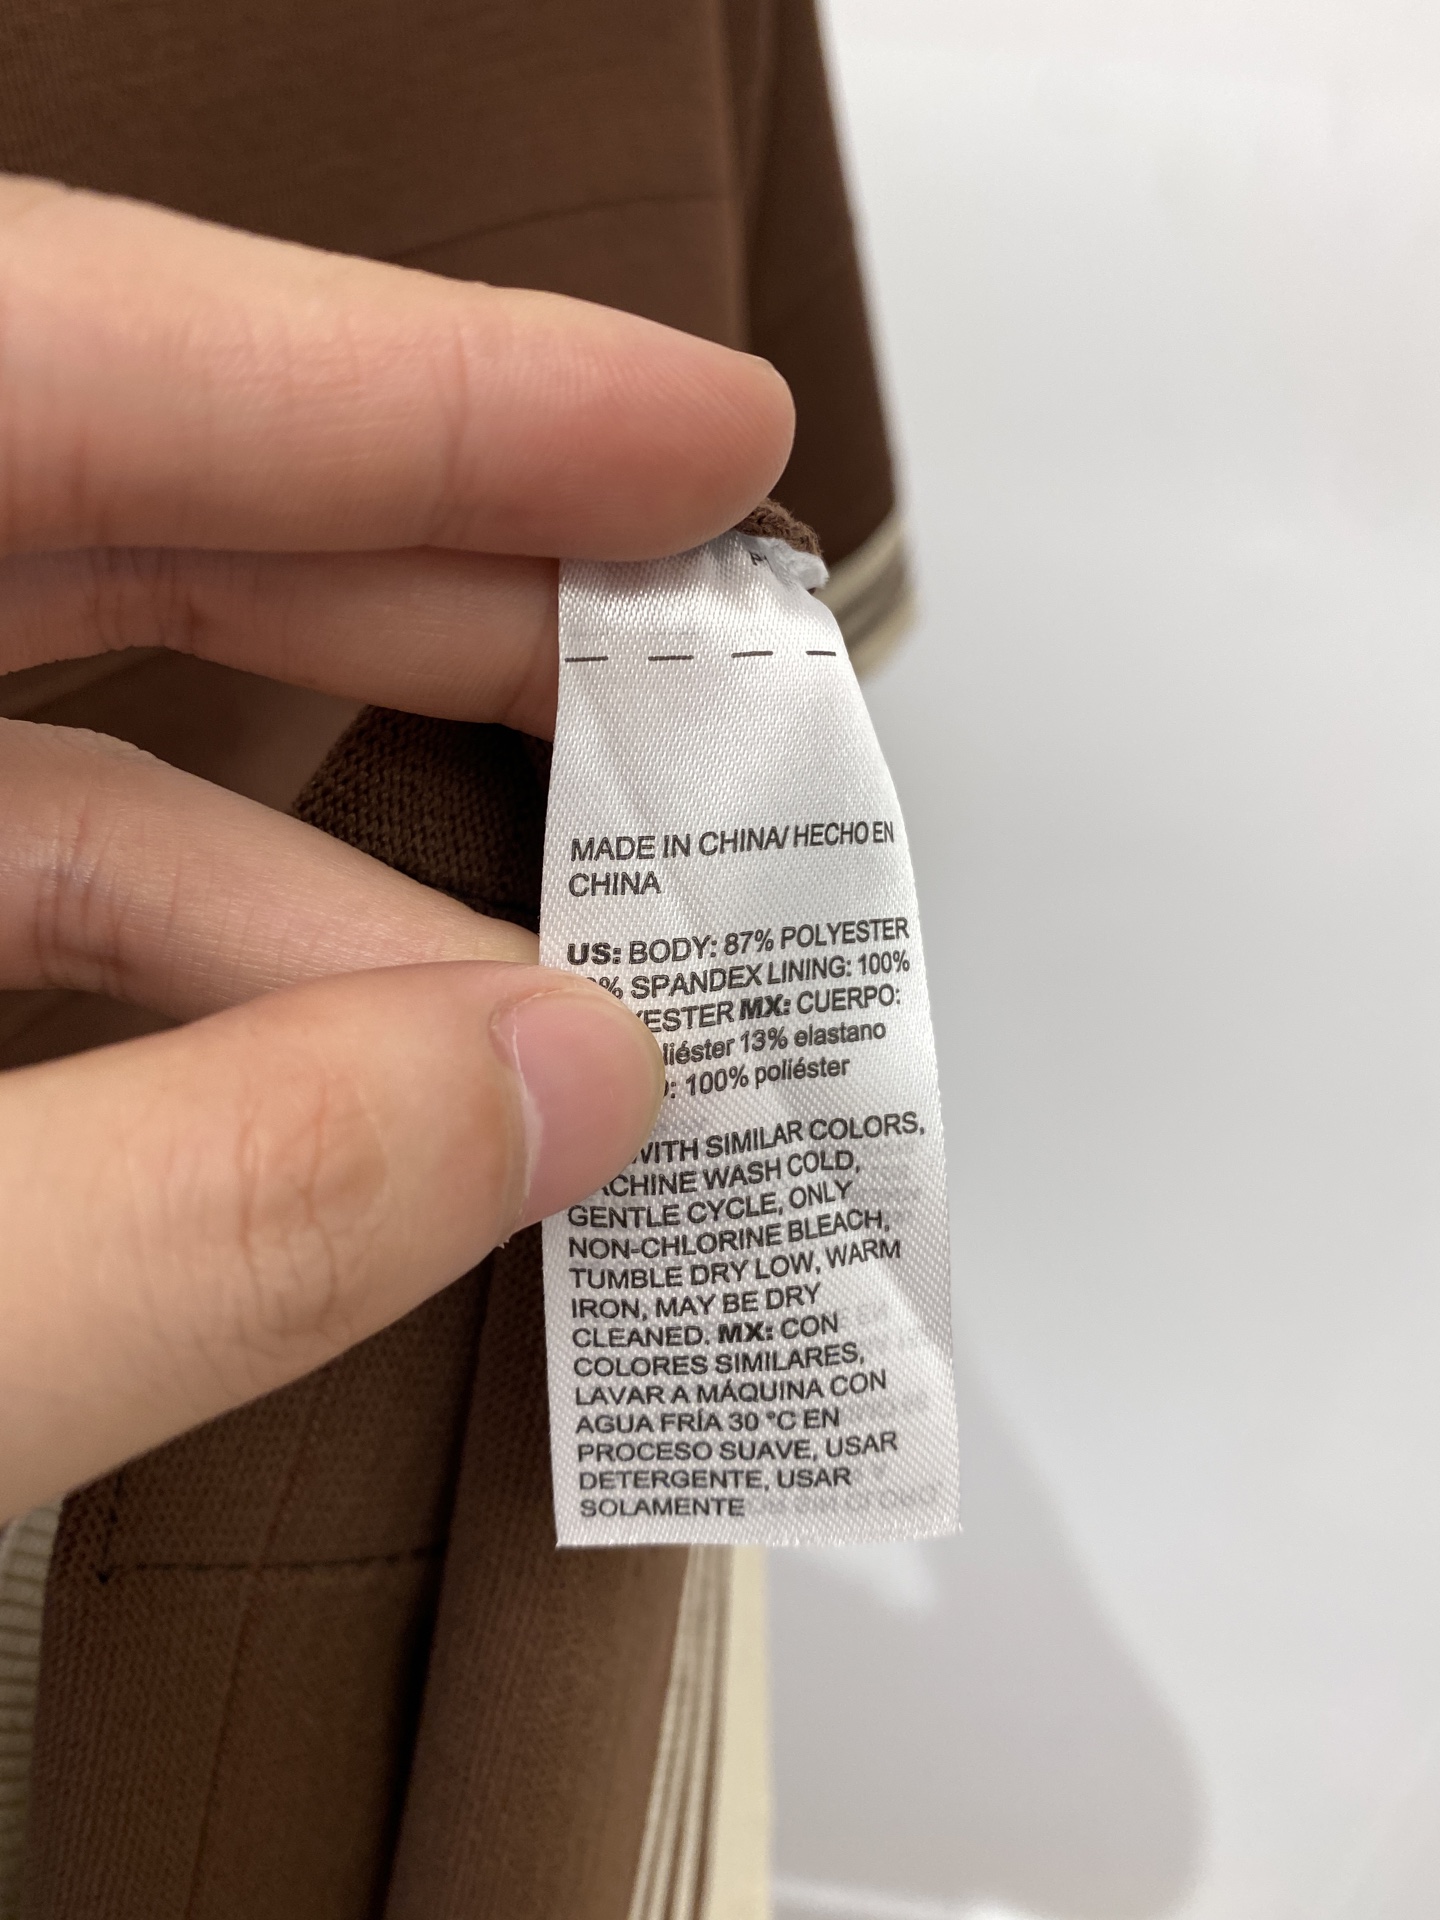 MADE IN CHINA/ HECHO EN
CHINA
US: BODY: 87% POLYESTER
% SPANDEX LINING: 100%
YESTER MX: CUERPO:
liéster 13% elastano
: 100% poliéster
WITH SIMILAR COLORS,
ACHINE WASH COLD,
GENTLE CYCLE, ONLY
NON-CHLORINE BLEACH,
TUMBLE DRY LOW, WARM
IRON, MAY BE DRY
CLEANED. MX: CON
COLORES SIMILARES,
LAVAR A MÁQUINA CON
AGUA FRÍA 30 °C EN
PROCESO SUAVE, USAR
DETERGENTE, USAR
SOLAMENTE